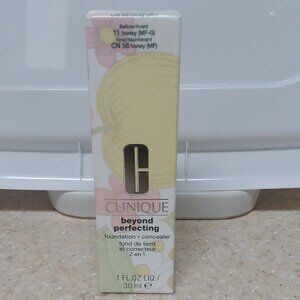 Before/Avant
11 honey (MF-G)
Now/Maintenant
CN 58 honey (MF)
CLINIQUE
beyond
perfecting
foundation + concealer
fond de teint
et correcteur
2 en 1
1 FL.OZ.LIQ./
30 ml ℮